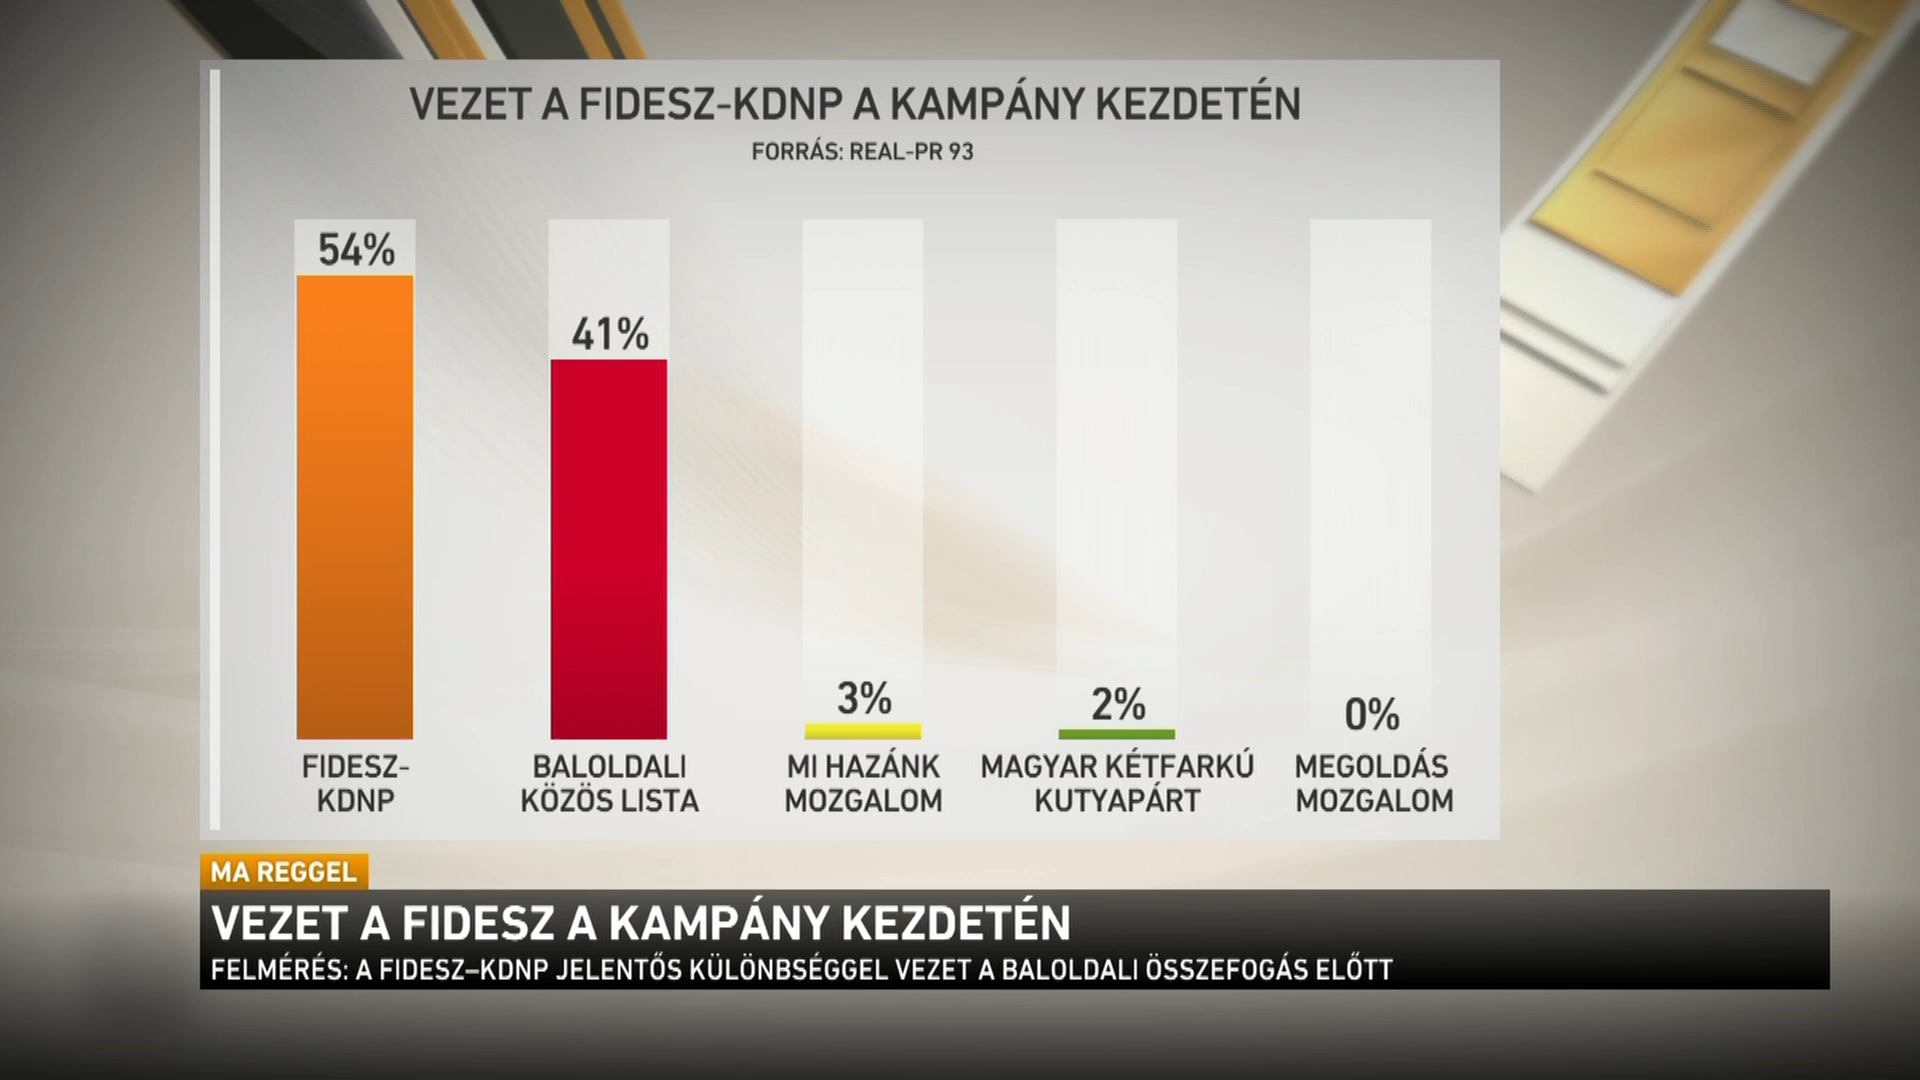 VEZET A FIDESZ-KDNP A KAMPÁNY KEZDETÉN
FORRÁS: REAL-PR 93
54%
41%
3%
2%
0%
FIDESZ-
KDNP
BALOLDALI
KÖZÖS LISTA
MI HAZÁNK
MOZGALOM
MAGYAR KÉTFARKÚ
KUTYAPÁRT
MEGOLDÁS
MOZGALOM
MA REGGEL
VEZET A FIDESZ A KAMPÁNY KEZDETÉN
FELMÉRÉS: A FIDESZ–KDNP JELENTŐS KÜLÖNBSÉGGEL VEZET A BALOLDALI ÖSSZEFOGÁS ELŐTT